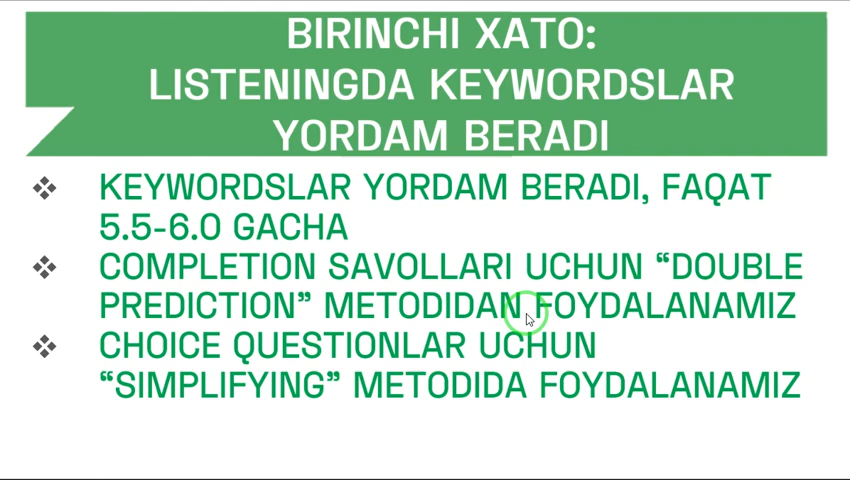 BIRINCHI XATO:
LISTENINGDA KEYWORDSLAR
YORDAM BERADI
KEYWORDSLAR YORDAM BERADI, FAQAT
5.5-6.0 GACHA
COMPLETION SAVOLLARI UCHUN “DOUBLE
PREDICTION” METODIDAN FOYDALANAMIZ
CHOICE QUESTIONLAR UCHUN
“SIMPLIFYING” METODIDA FOYDALANAMIZ